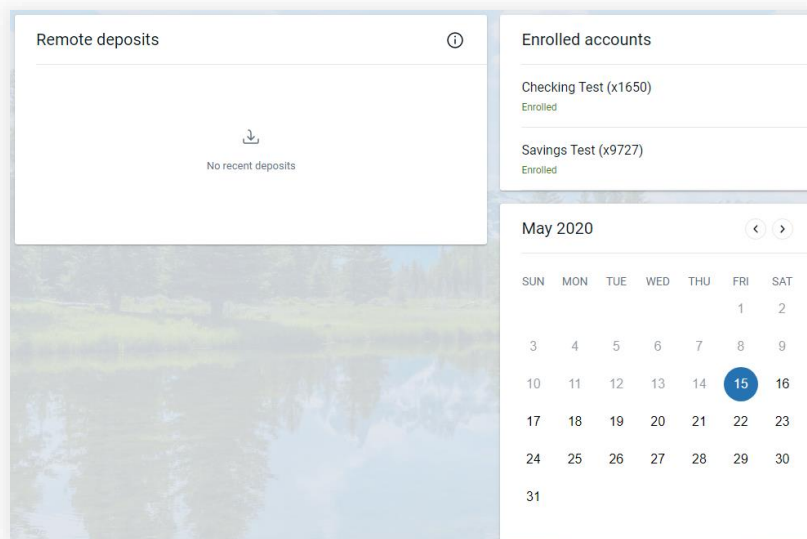 Remote deposits
No recent deposits
Enrolled accounts
Checking Test (x1650)
Enrolled
Savings Test (x9727)
Enrolled
May 2020
SUN MON TUE WED THU FRI SAT
1 2
3 4 5 6 7 8 9
10 11 12 13 14 15 16
17 18 19 20 21 22 23
24 25 26 27 28 29 30
31